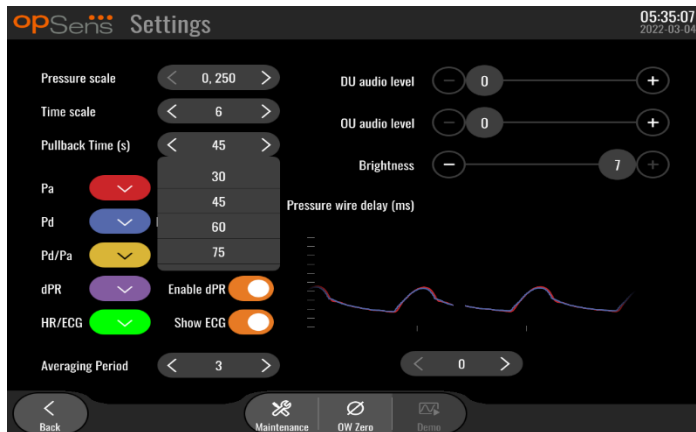 opSens Settings
05:35:07
2022-03-04
Pressure scale 0, 250
DU audio level 0
Time scale 6
OU audio level 0
Pullback Time (s) 45
Brightness 7
30
45
60
75
Pa
Pressure wire delay (ms)
Pd
Pd/Pa
dPR Enable dPR
HR/ECG Show ECG
Averaging Period 3
0
Back
Maintenance
OW Zero
Demo